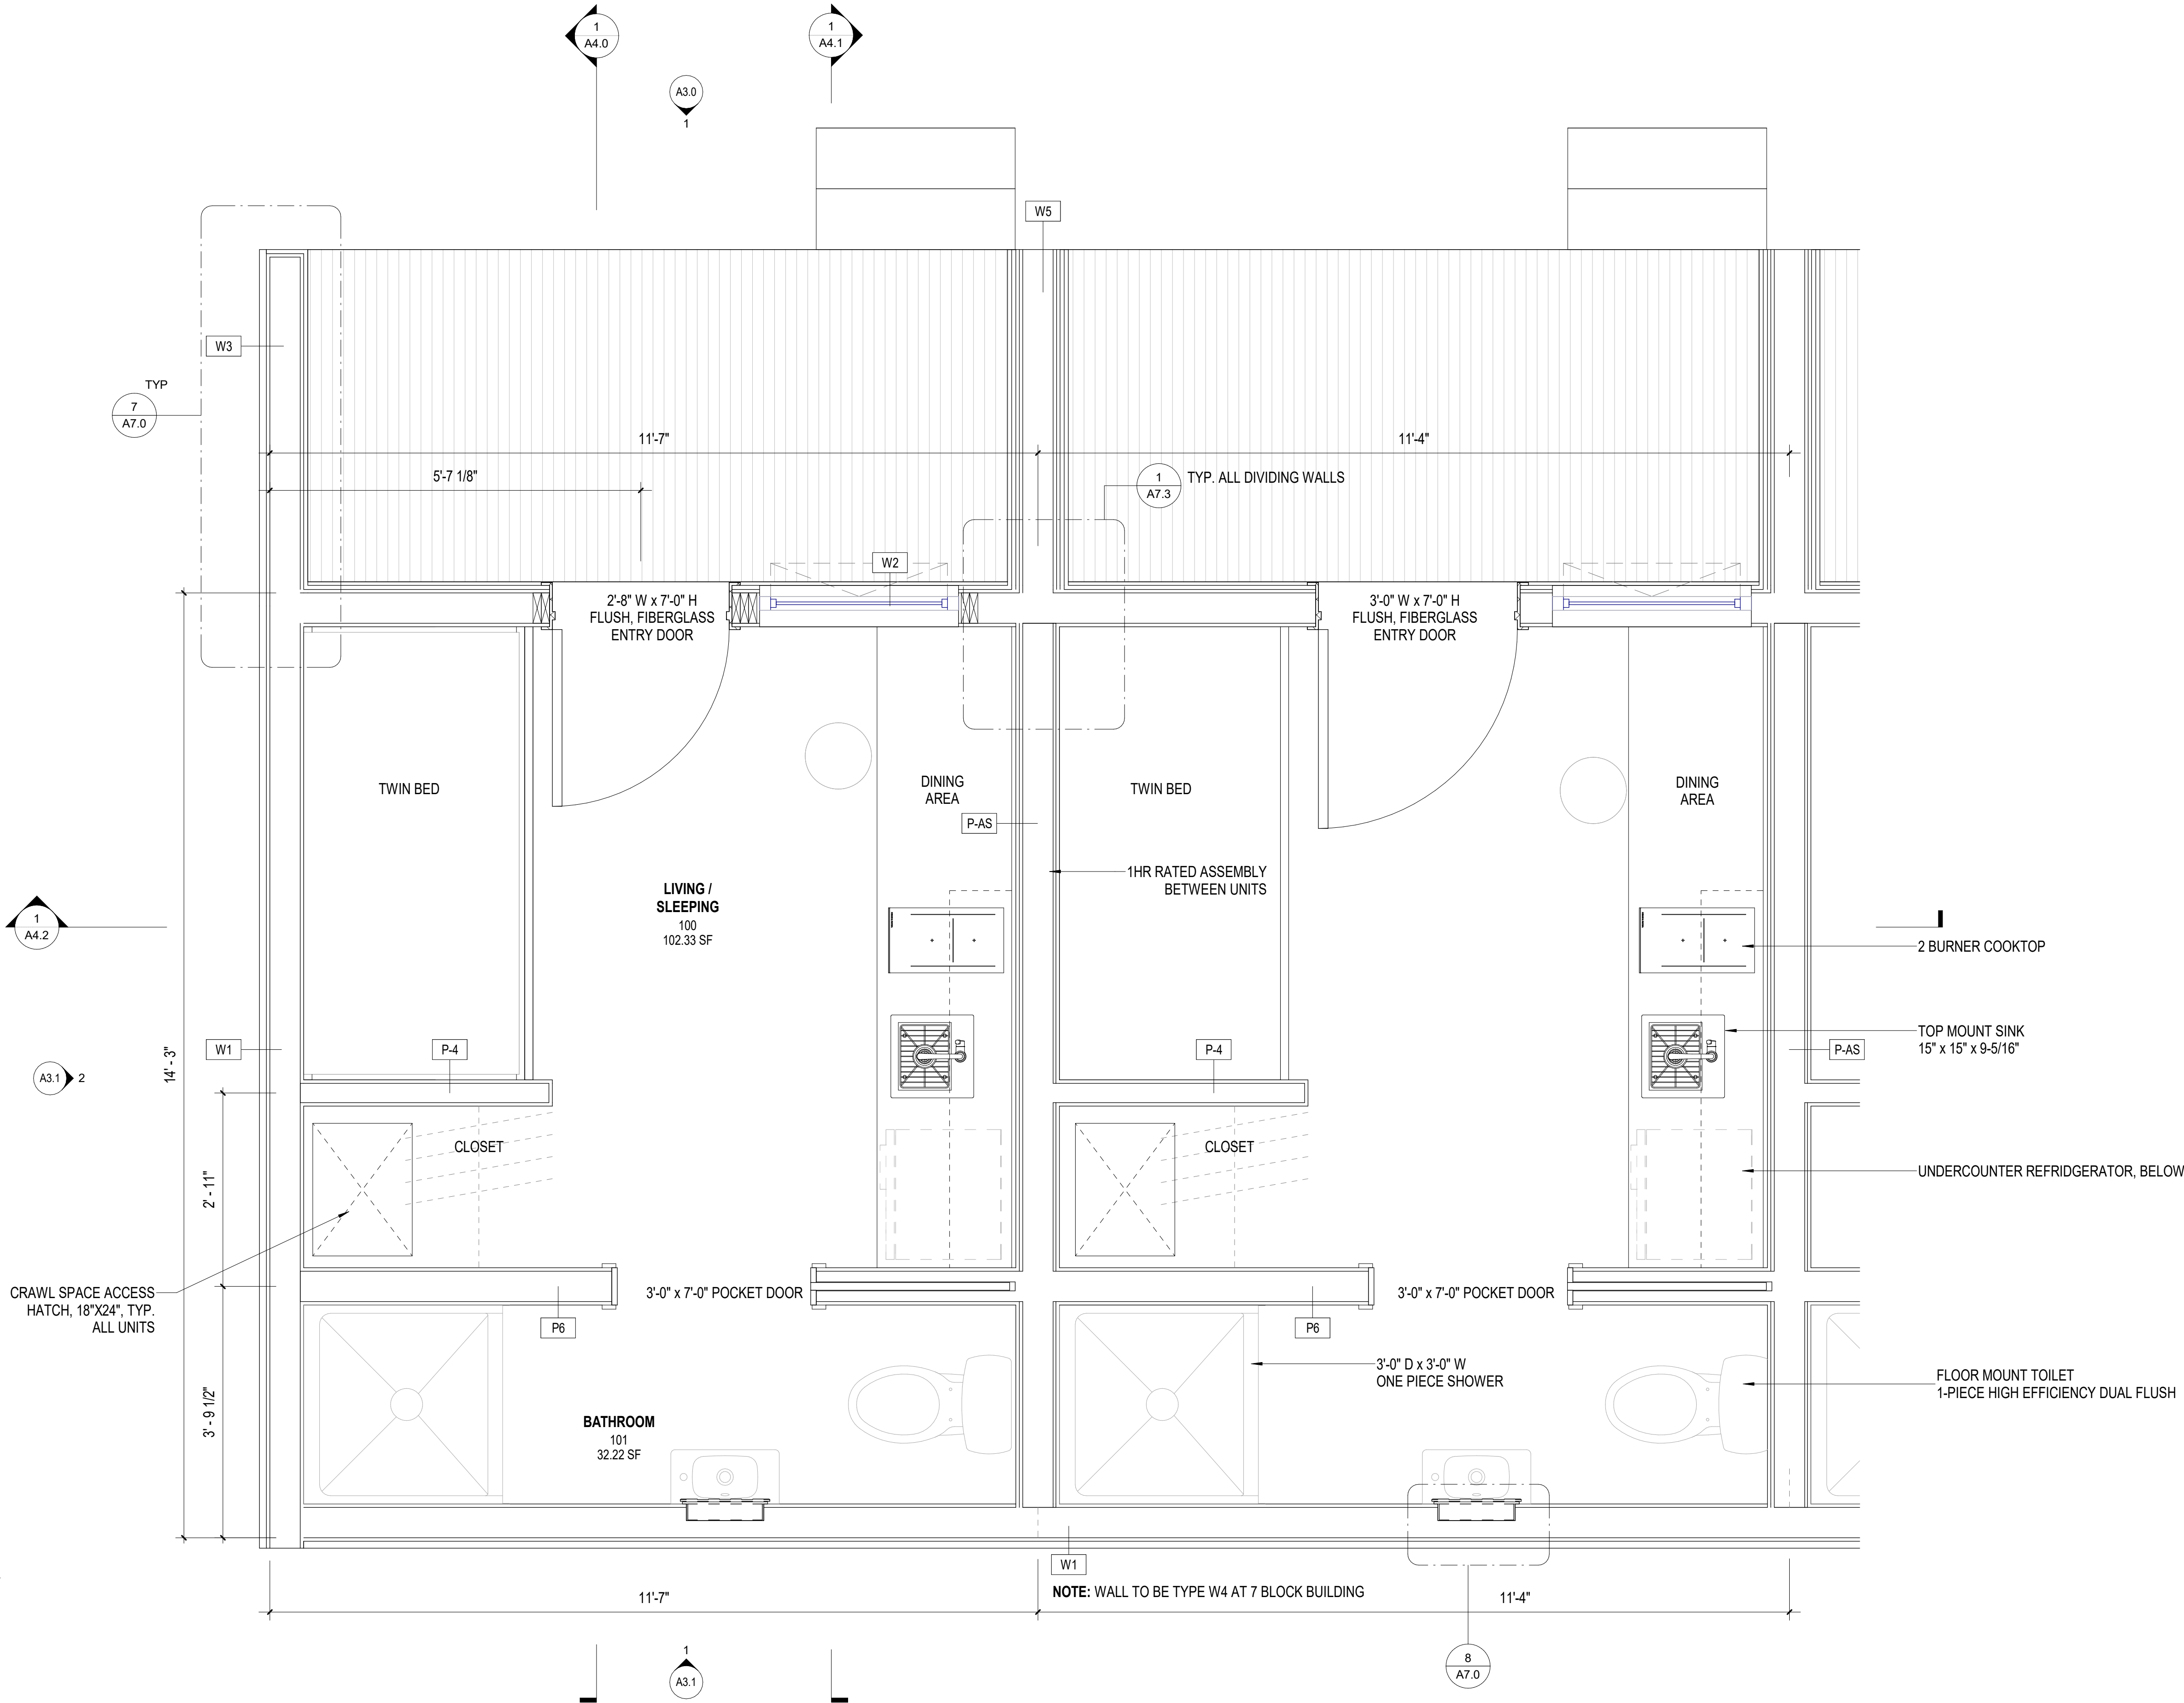 1
A4.0
1
A4.1
A3.0
1
W5
W3
TYP
7
A7.0
11'-7"
11'-4"
5'-7 1/8"
1
A7.3
TYP. ALL DIVIDING WALLS
W2
2'-8" W x 7'-0" H
FLUSH, FIBERGLASS
ENTRY DOOR
3'-0" W x 7'-0" H
FLUSH, FIBERGLASS
ENTRY DOOR
TWIN BED
DINING
AREA
TWIN BED
DINING
AREA
P-AS
1HR RATED ASSEMBLY
BETWEEN UNITS
LIVING /
SLEEPING
100
102.33 SF
1
A4.2
2 BURNER COOKTOP
TOP MOUNT SINK
15" x 15" x 9-5/16"
W1
P-4
P-4
P-AS
A3.1
2
14' - 3"
CLOSET
CLOSET
UNDERCOUNTER REFRIDGERATOR, BELOW
2' - 11"
CRAWL SPACE ACCESS
HATCH, 18"X24", TYP.
ALL UNITS
3'-0" x 7'-0" POCKET DOOR
3'-0" x 7'-0" POCKET DOOR
P6
P6
3'-0" D x 3'-0" W
ONE PIECE SHOWER
FLOOR MOUNT TOILET
1-PIECE HIGH EFFICIENCY DUAL FLUSH
3' - 9 1/2"
BATHROOM
101
32.22 SF
W1
NOTE: WALL TO BE TYPE W4 AT 7 BLOCK BUILDING
11'-7"
11'-4"
1
A3.1
8
A7.0